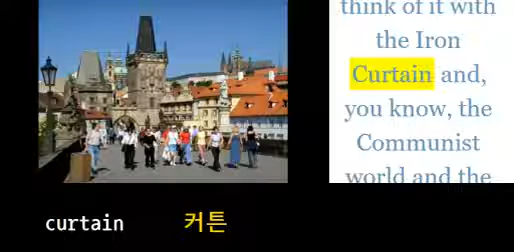 think of it with
the Iron
Curtain and,
you know, the
Communist
world and the
curtain 커튼